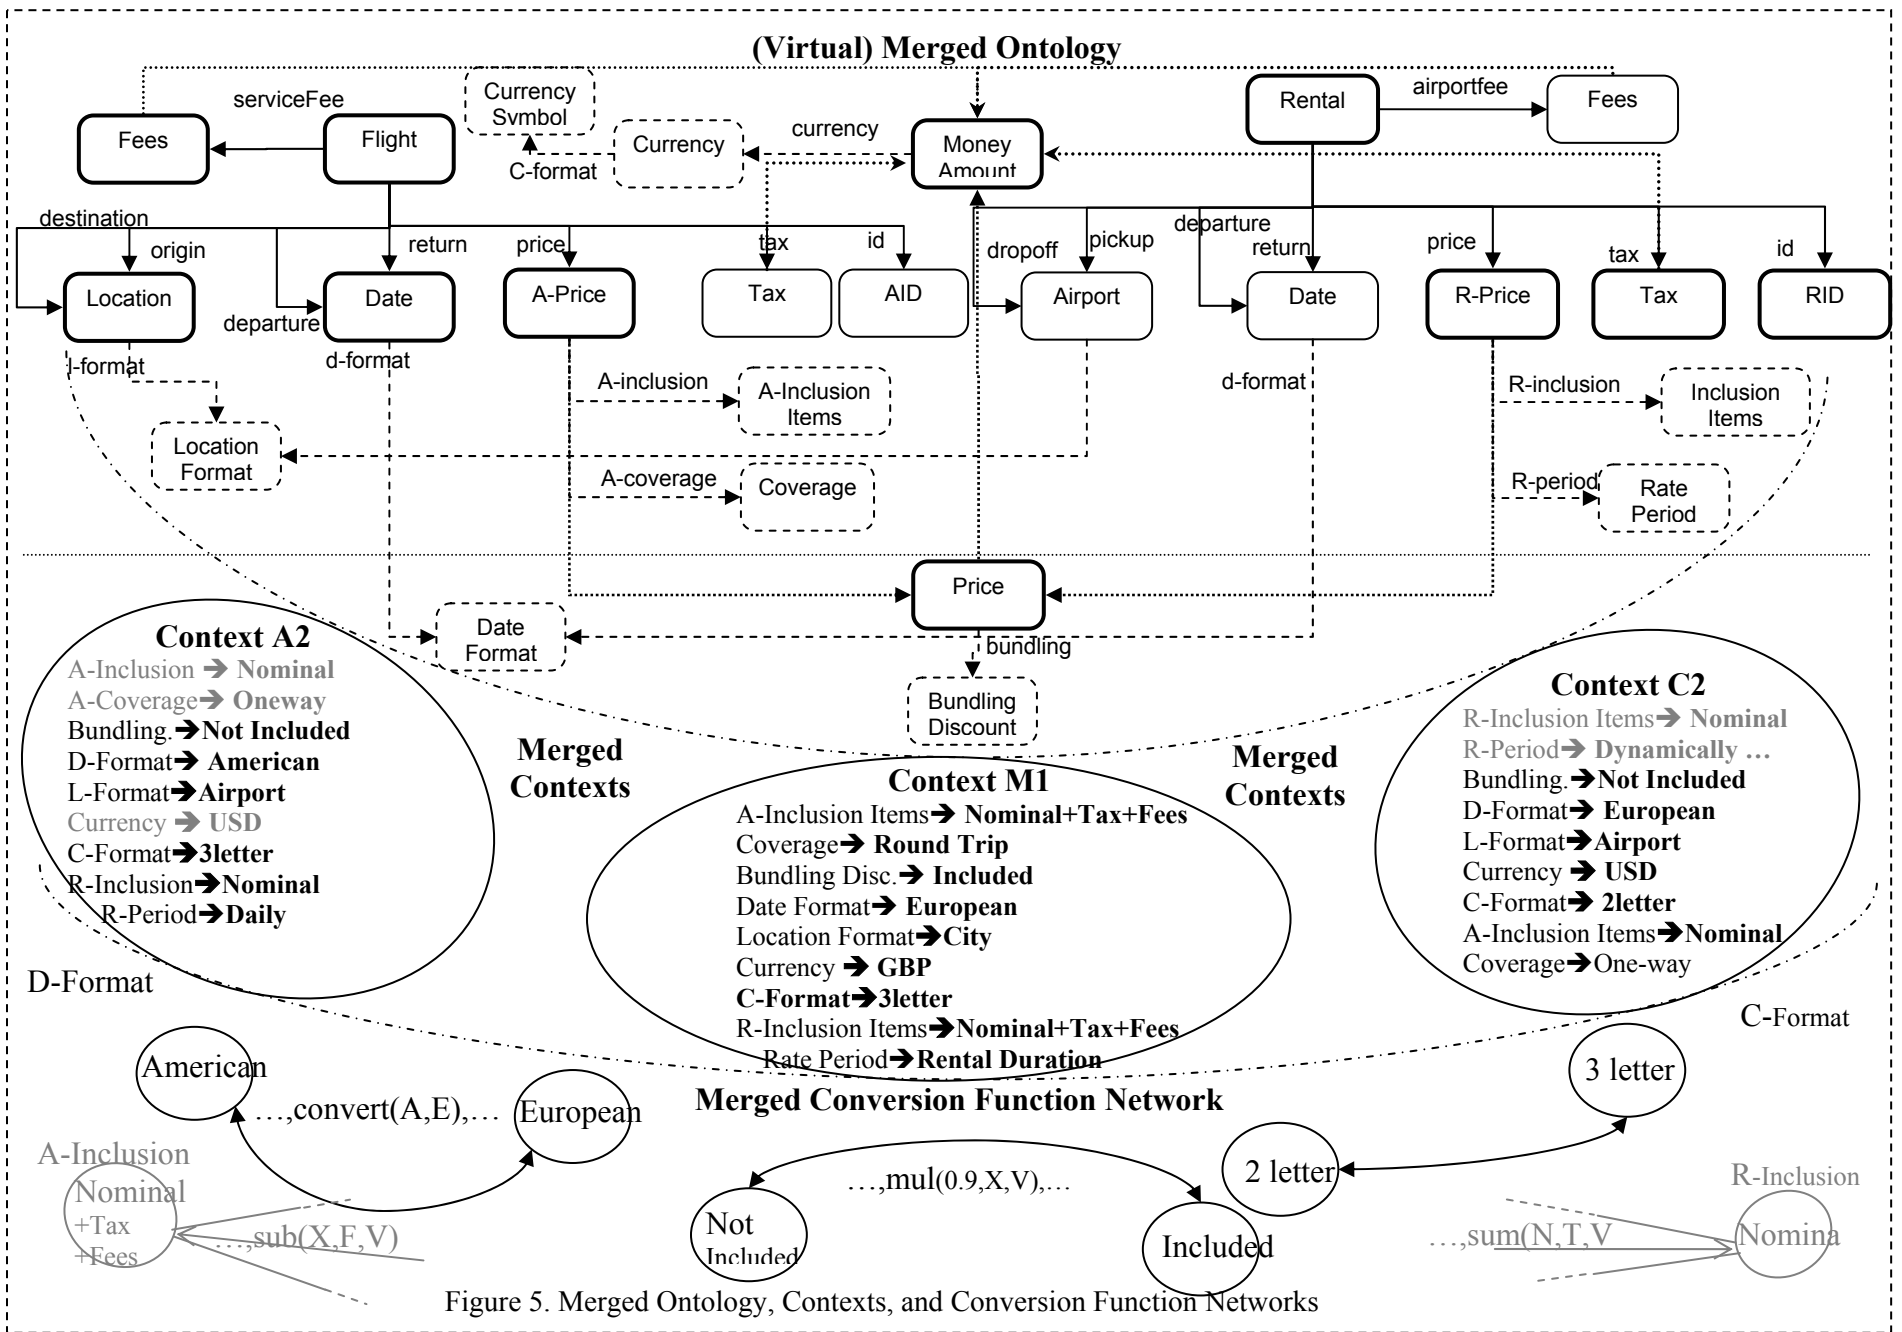 (Virtual) Merged Ontology
serviceFee
Currency
Symbol
Rental
airportfee
Fees
Fees
Flight
C-format
Currency
currency
Money
Amount
destination
origin
return
price
tax
id
dropoff
pickup
departure
return
price
tax
id
Location
departure
Date
A-Price
Tax
AID
Airport
Date
R-Price
Tax
RID
l-format
d-format
A-inclusion
A-Inclusion
Items
d-format
R-inclusion
Inclusion
Items
Location
Format
A-coverage
Coverage
R-period
Rate
Period
Price
Date
Format
bundling
Bundling
Discount
Context A2
A-Inclusion ➔ Nominal
A-Coverage➔ Oneway
Bundling.➔Not Included
D-Format➔ American
L-Format➔Airport
Currency ➔ USD
C-Format➔3letter
R-Inclusion➔Nominal
R-Period➔Daily
Merged
Contexts
Context M1
A-Inclusion Items➔ Nominal+Tax+Fees
Coverage➔ Round Trip
Bundling Disc.➔ Included
Date Format➔ European
Location Format➔City
Currency ➔ GBP
C-Format➔3letter
R-Inclusion Items➔Nominal+Tax+Fees
Rate Period➔Rental Duration
Merged
Contexts
Context C2
R-Inclusion Items➔ Nominal
R-Period➔ Dynamically …
Bundling.➔Not Included
D-Format➔ European
L-Format➔Airport
Currency ➔ USD
C-Format➔ 2letter
A-Inclusion Items➔Nominal
Coverage➔One-way
D-Format
C-Format
American
…,convert(A,E),…
European
Merged Conversion Function Network
3 letter
2 letter
A-Inclusion
Nominal
+Tax
+Fees
…,sub(X,F,V)
…,mul(0.9,X,V),…
Not
Included
Included
R-Inclusion
…,sum(N,T,V
Nomina
Figure 5. Merged Ontology, Contexts, and Conversion Function Networks